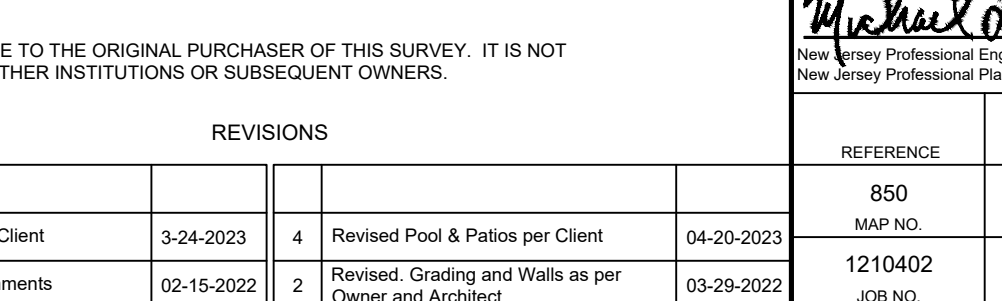 E TO THE ORIGINAL PURCHASER OF THIS SURVEY. IT IS NOT
THER INSTITUTIONS OR SUBSEQUENT OWNERS.
REVISIONS
Client 3-24-2023 4 Revised Pool & Patios per Client 04-20-2023
ments 02-15-2022 2 Revised. Grading and Walls as per
Owner and Architect 03-29-2022
Michael
New Jersey Professional Eng
New Jersey Professional Pla
REFERENCE
850
MAP NO.
1210402
JOB NO.